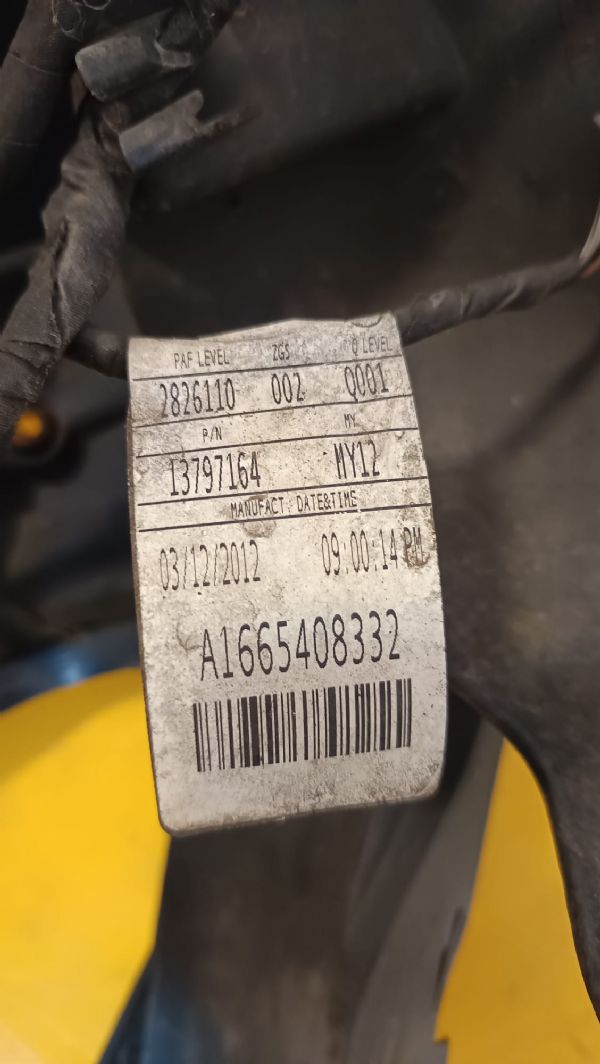 PAF LEVEL ZGS Q LEVEL
2826110 002 Q001
P/N MY
13797164 MY12
MANUFACT. DATE&TIME
03/12/2012 09:00:14 PM
A1665408332